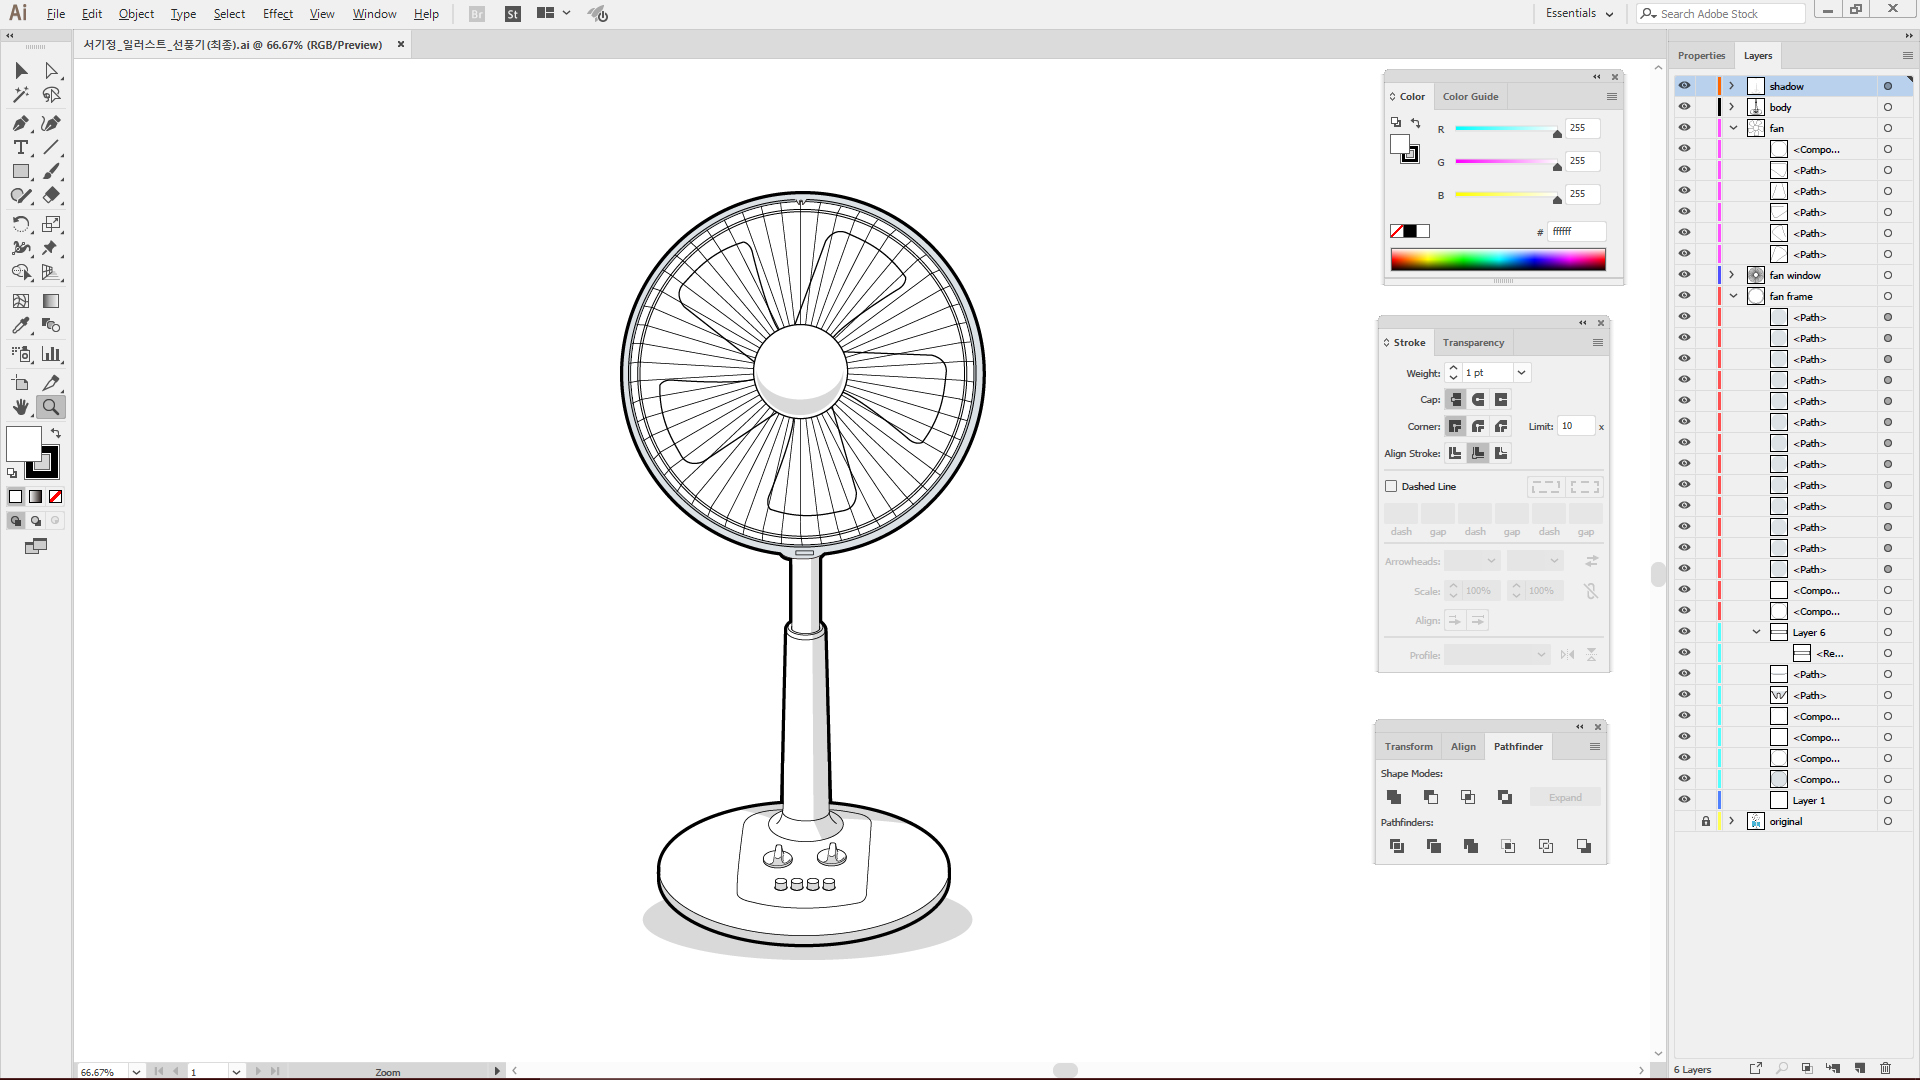 Ai File Edit Object Type Select Effect View Window Help Br St Essentials Search Adobe Stock
서기정_일러스트_선풍기(최종).ai @ 66.67% (RGB/Preview)
Color Color Guide
R 255
G 255
B 255
# ffffff
Stroke Transparency
Weight: 1 pt
Cap:
Corner: Limit: 10 x
Align Stroke:
Dashed Line
dash gap dash gap dash gap
Arrowheads:
Scale: 100% 100%
Align:
Profile:
Transform Align Pathfinder
Shape Modes:
Expand
Pathfinders:
Properties Layers
shadow
body
fan
<Compo...
<Path>
<Path>
<Path>
<Path>
<Path>
fan window
fan frame
<Path>
<Path>
<Path>
<Path>
<Path>
<Path>
<Path>
<Path>
<Path>
<Path>
<Path>
<Path>
<Path>
<Compo...
<Compo...
Layer 6
<Re...
<Path>
<Path>
<Compo...
<Compo...
<Compo...
<Compo...
Layer 1
original
6 Layers
66.67% 1 Zoom